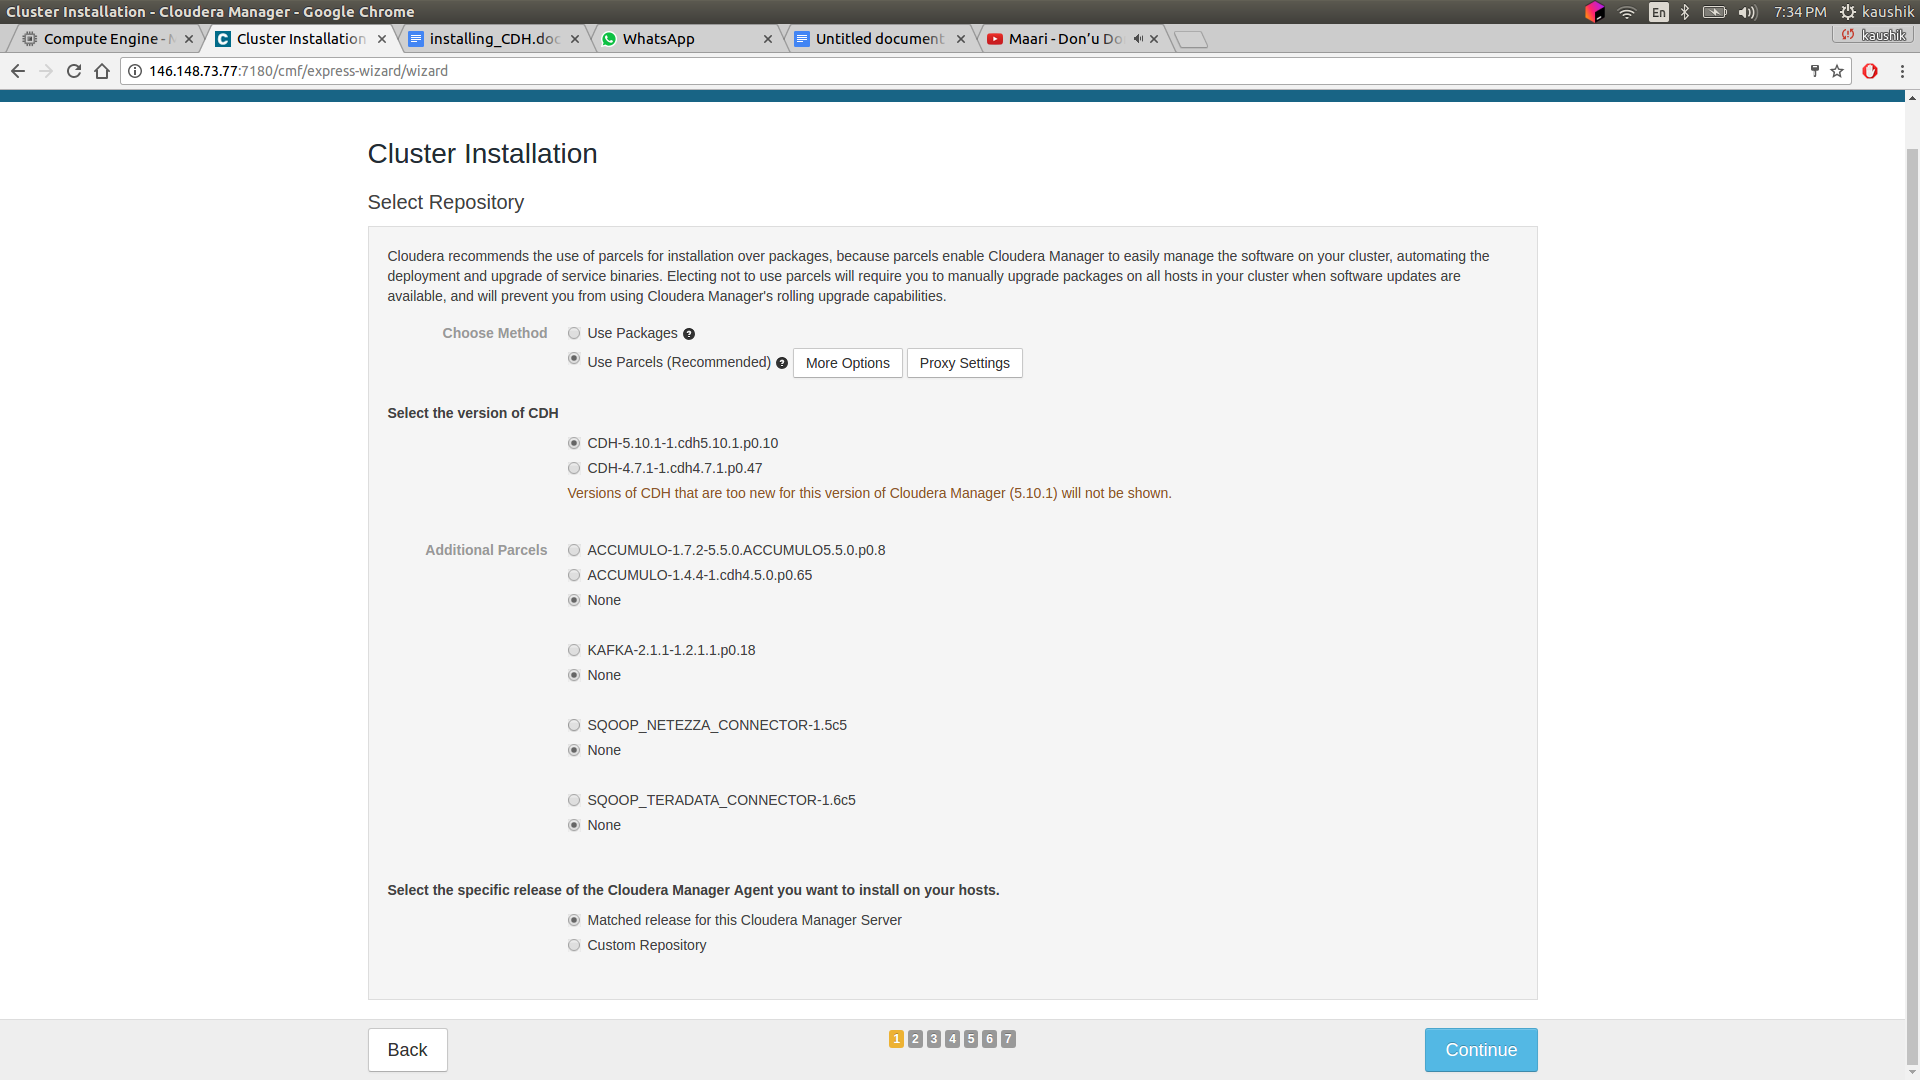 Cluster Installation - Cloudera Manager - Google Chrome
En
7:34 PM
kaushik
Compute Engine -
Cluster Installation
installing_CDH.doc
WhatsApp
Untitled document
Maari - Don'u Do
kaushik
146.148.73.77:7180/cmf/express-wizard/wizard
Cluster Installation
Select Repository
Cloudera recommends the use of parcels for installation over packages, because parcels enable Cloudera Manager to easily manage the software on your cluster, automating the
deployment and upgrade of service binaries. Electing not to use parcels will require you to manually upgrade packages on all hosts in your cluster when software updates are
available, and will prevent you from using Cloudera Manager's rolling upgrade capabilities.
Choose Method
Use Packages ?
Use Parcels (Recommended) ? More Options Proxy Settings
Select the version of CDH
CDH-5.10.1-1.cdh5.10.1.p0.10
CDH-4.7.1-1.cdh4.7.1.p0.47
Versions of CDH that are too new for this version of Cloudera Manager (5.10.1) will not be shown.
Additional Parcels
ACCUMULO-1.7.2-5.5.0.ACCUMULO5.5.0.p0.8
ACCUMULO-1.4.4-1.cdh4.5.0.p0.65
None
KAFKA-2.1.1-1.2.1.1.p0.18
None
SQOOP_NETEZZA_CONNECTOR-1.5c5
None
SQOOP_TERADATA_CONNECTOR-1.6c5
None
Select the specific release of the Cloudera Manager Agent you want to install on your hosts.
Matched release for this Cloudera Manager Server
Custom Repository
Back
1 2 3 4 5 6 7
Continue